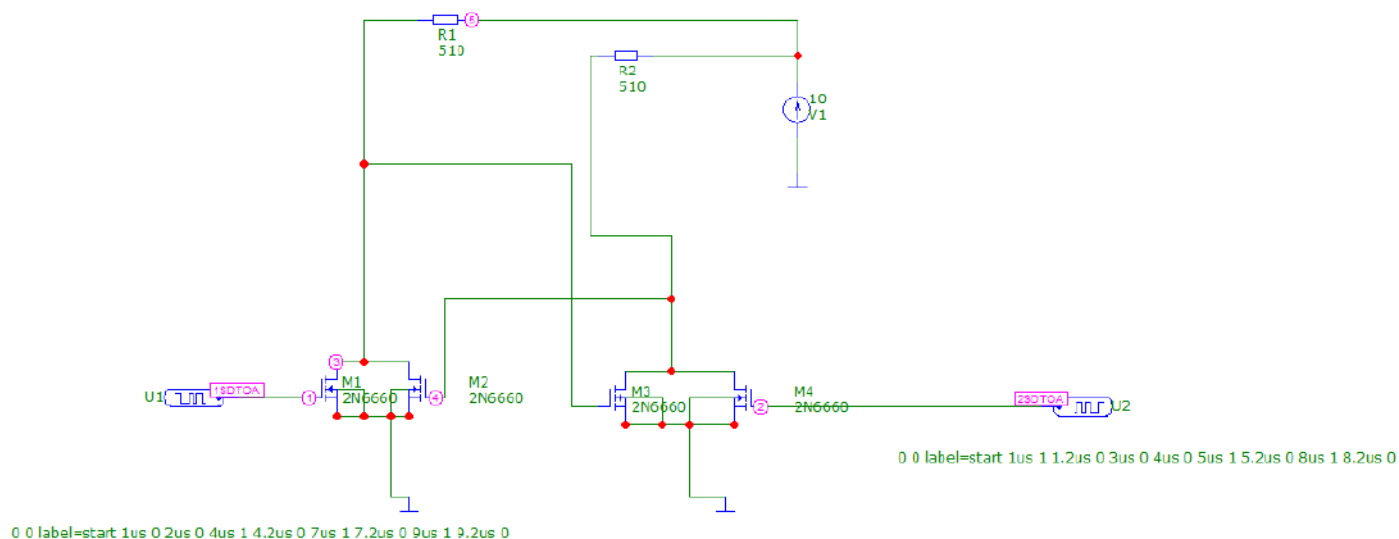 5
R1
510
R2
510
10
V1
3
M1
2N6660
M2
2N6660
M3
2N6660
M4
2N6660
U1
1SDTOA
1
4
2
2SDTOA
U2
0 0 label=start 1us 1 1.2us 0 3us 0 4us 0 5us 1 5.2us 0 8us 1 8.2us 0
0 0 label=start 1us 0 2us 0 4us 1 4.2us 0 7us 1 7.2us 0 9us 1 9.2us 0